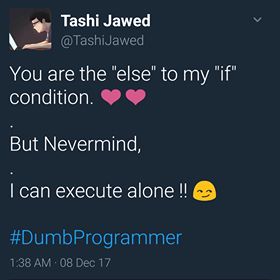 Tashi Jawed
@TashiJawed
You are the "else" to my "if"
condition. 💕
.
But Nevermind,
.
I can execute alone !! 😏
#DumbProgrammer
1:38 AM · 08 Dec 17